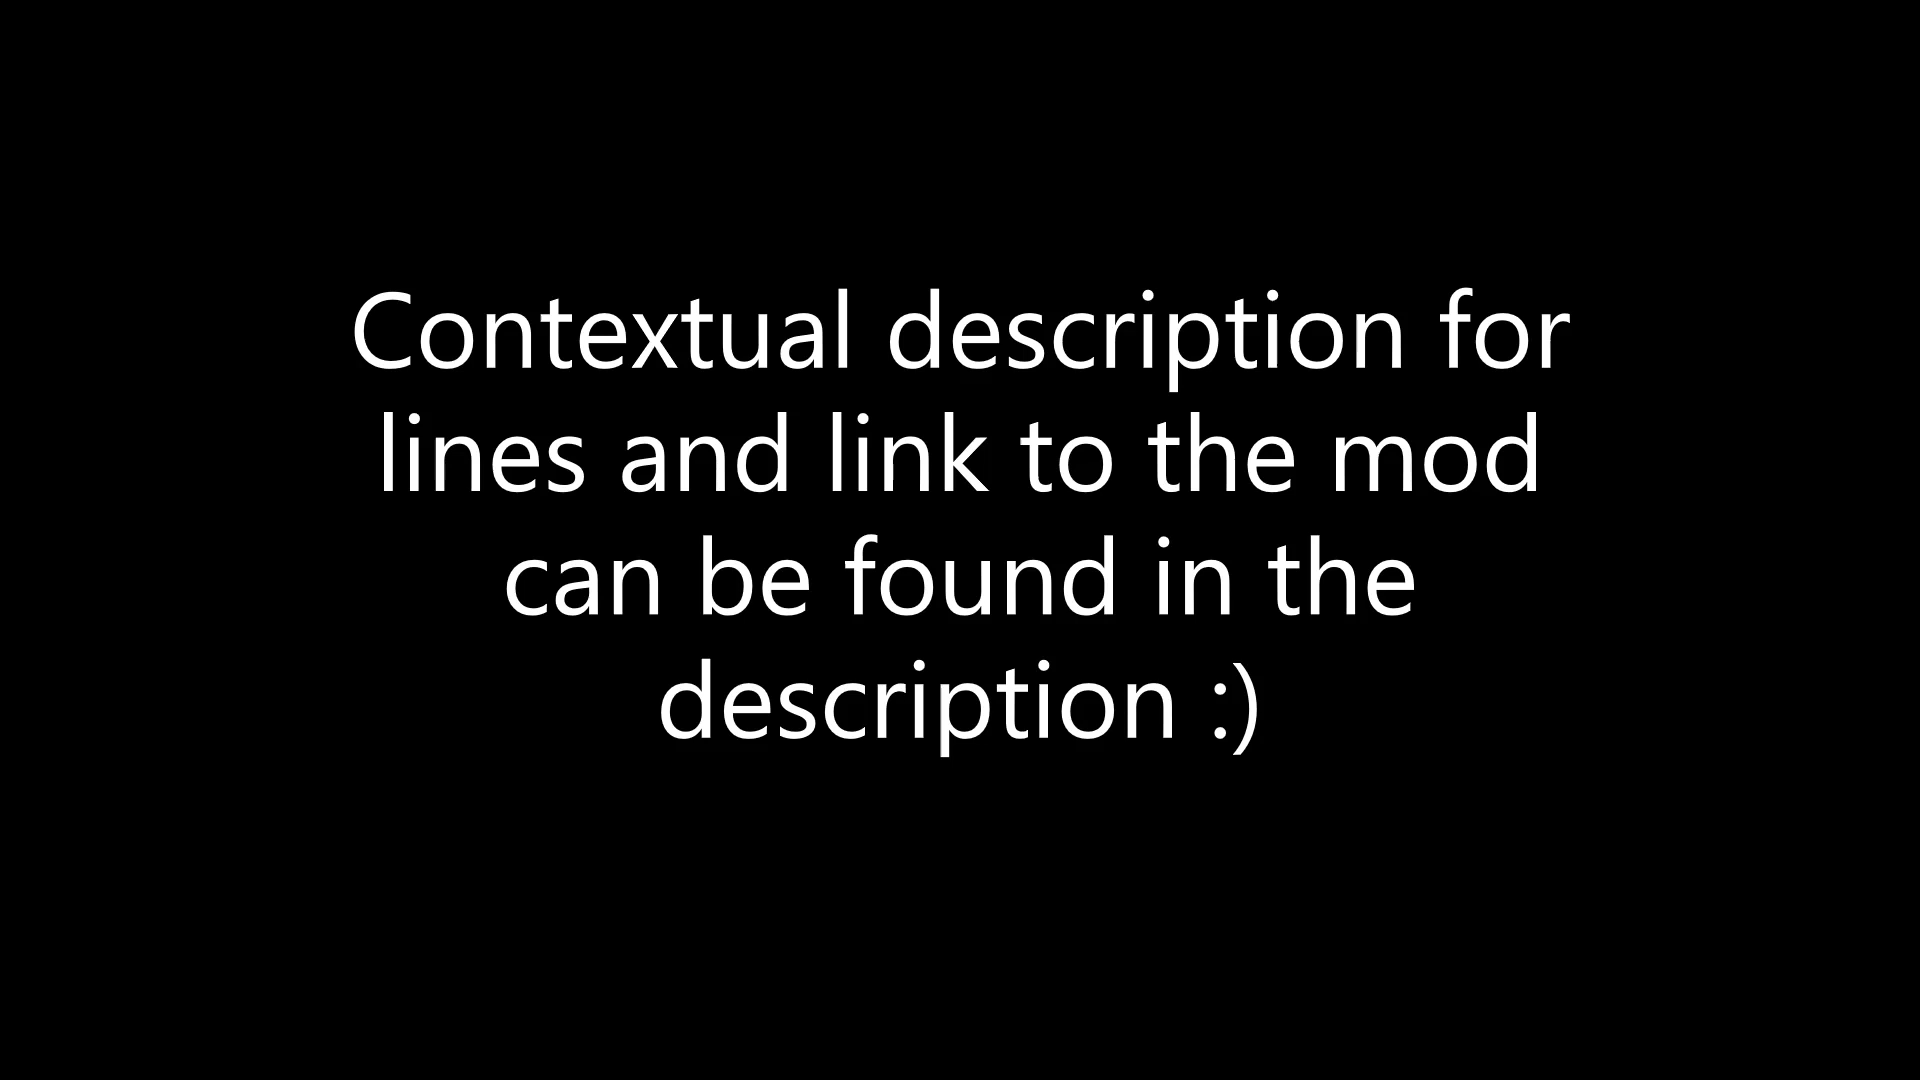 Contextual description for
lines and link to the mod
can be found in the
description :)